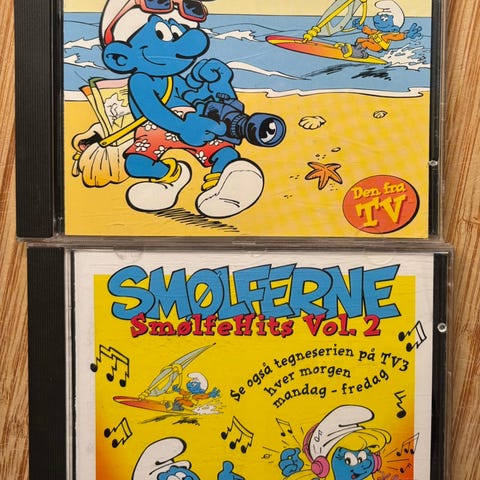 Den fra
TV
SMØLFERNE
SmølfeHits Vol. 2
Se også tegneserien på TV3
hver morgen
mandag - fredag